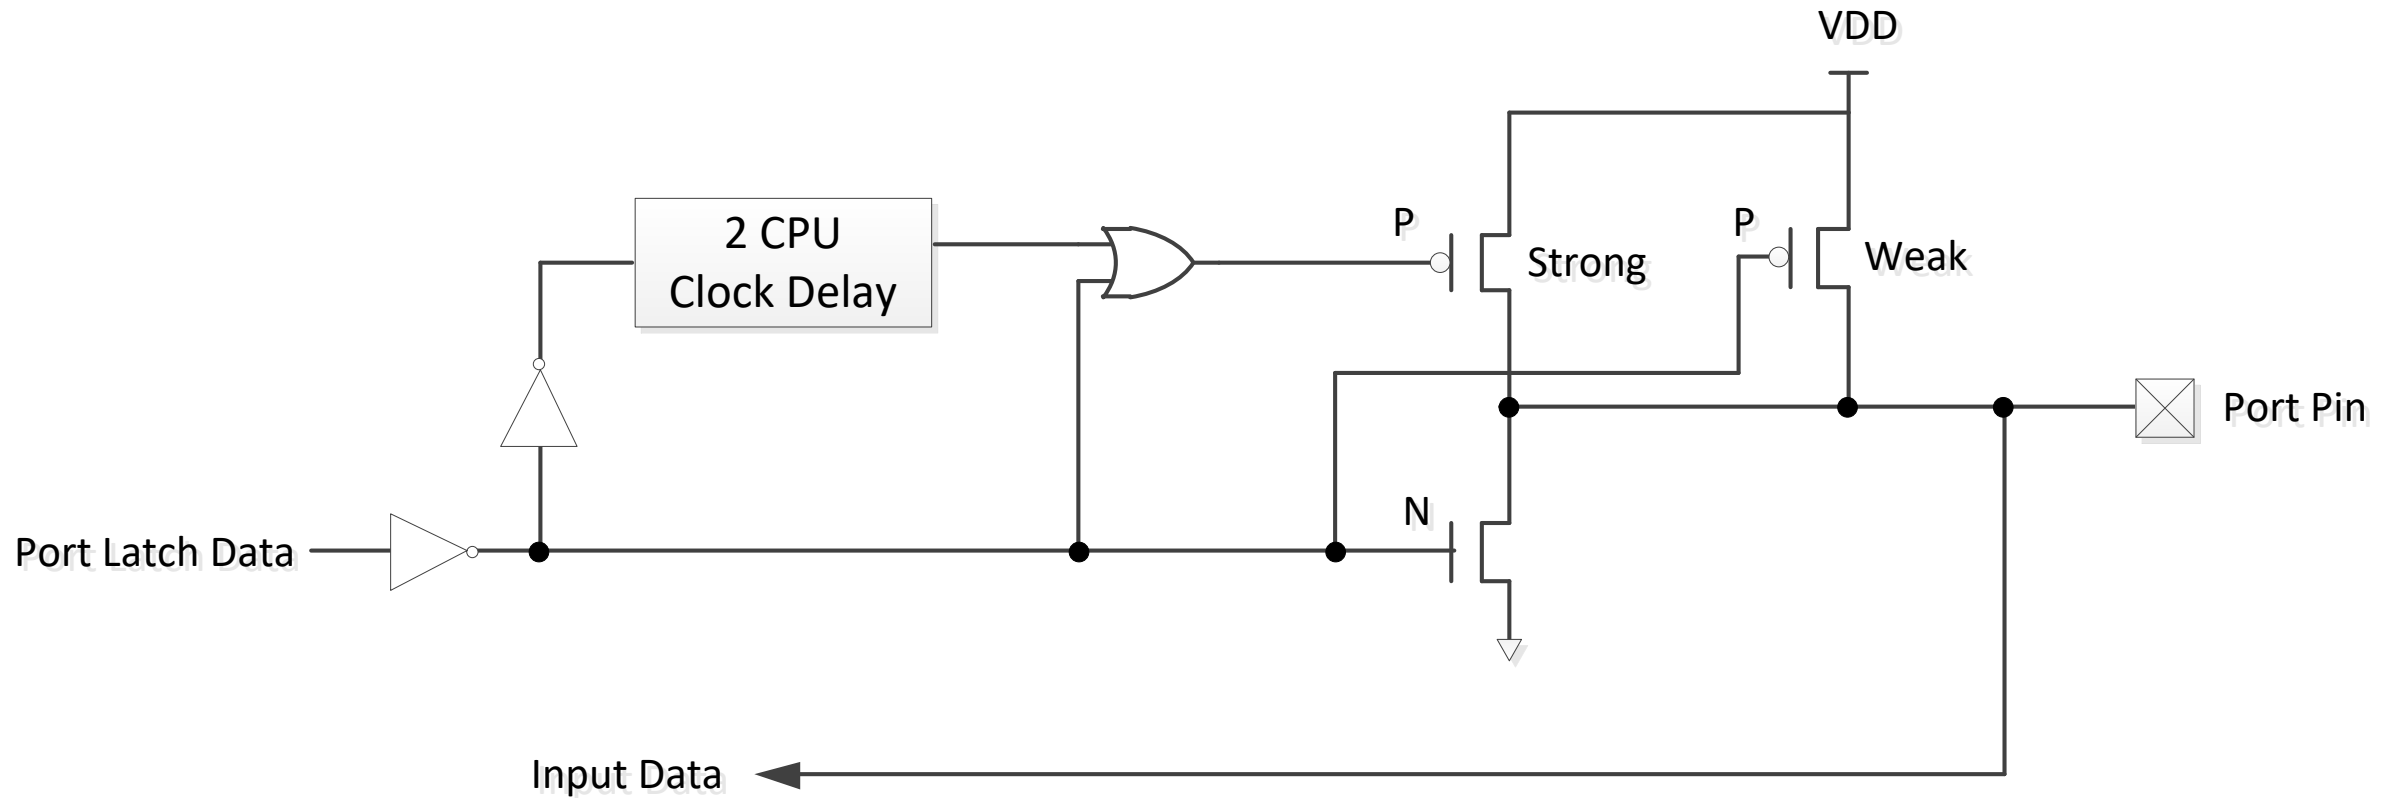 VDD
2 CPU
Clock Delay
P
Strong
P
Weak
Port Pin
N
Port Latch Data
Input Data